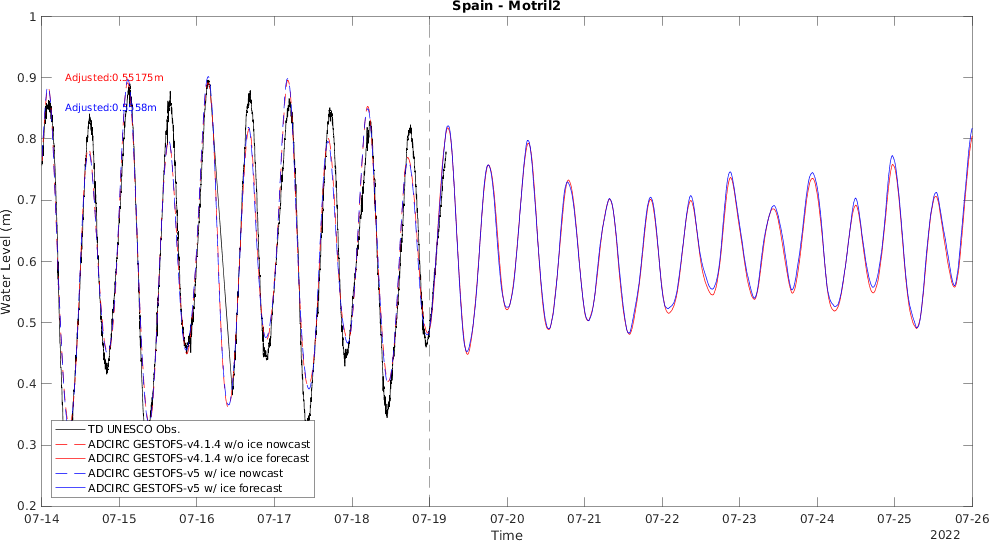 Spain - Motril2
1
0.9
0.8
0.7
0.6
0.5
0.4
0.3
0.2
Water Level (m)
Adjusted:0.55175m
Adjusted:0.5558m
TD UNESCO Obs.
ADCIRC GESTOFS-v4.1.4 w/o ice nowcast
ADCIRC GESTOFS-v4.1.4 w/o ice forecast
ADCIRC GESTOFS-v5 w/ ice nowcast
ADCIRC GESTOFS-v5 w/ ice forecast
07-14 07-15 07-16 07-17 07-18 07-19 07-20 07-21 07-22 07-23 07-24 07-25 07-26
Time
2022